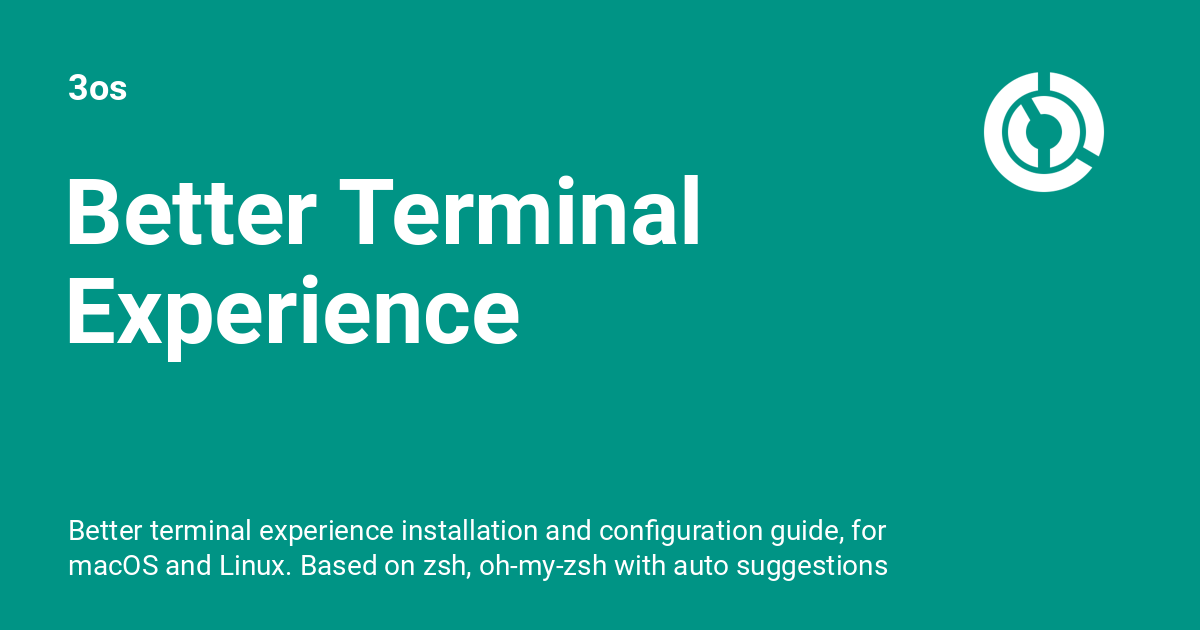 3os
Better Terminal
Experience
Better terminal experience installation and configuration guide, for
macOS and Linux. Based on zsh, oh-my-zsh with auto suggestions